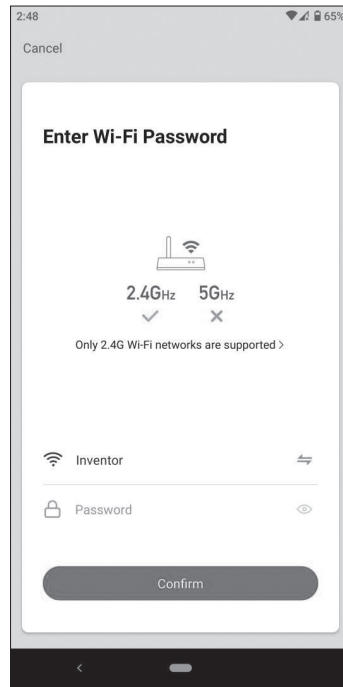 2:48 65%
Cancel
Enter Wi-Fi Password
2.4GHz 5GHz
Only 2.4G Wi-Fi networks are supported >
Inventor
Password
Confirm